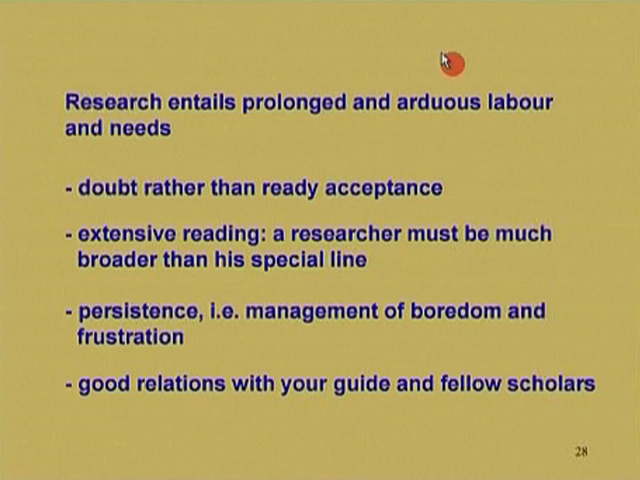 Research entails prolonged and arduous labour
and needs
- doubt rather than ready acceptance
- extensive reading: a researcher must be much
broader than his special line
- persistence, i.e. management of boredom and
frustration
- good relations with your guide and fellow scholars
28